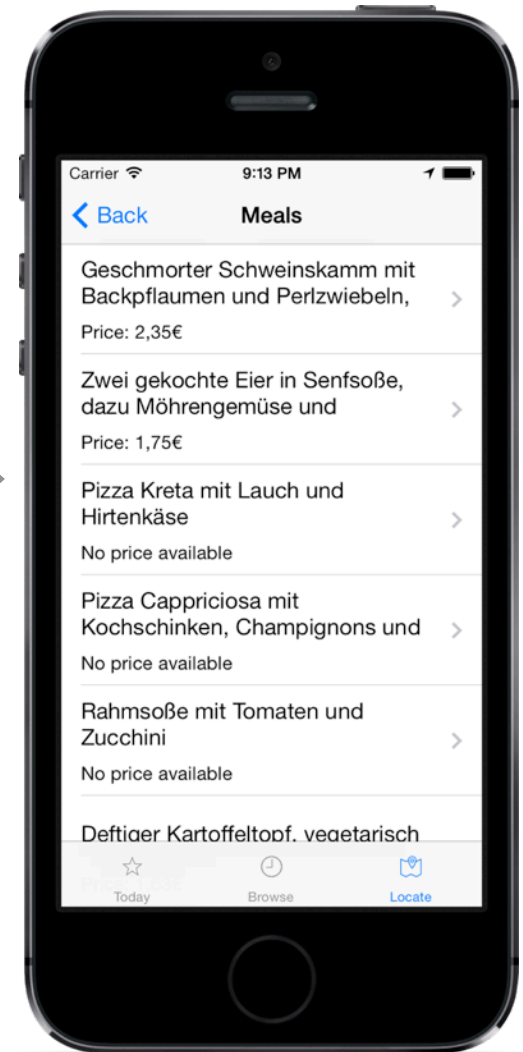 Carrier 9:13 PM
Back Meals
Geschmorter Schweinskamm mit
Backpflaumen und Perlzwiebeln,
Price: 2,35€
Zwei gekochte Eier in Senfsoße,
dazu Möhrengemüse und
Price: 1,75€
Pizza Kreta mit Lauch und
Hirtenkäse
No price available
Pizza Cappriciosa mit
Kochschinken, Champignons und
No price available
Rahmsoße mit Tomaten und
Zucchini
No price available
Deftiger Kartoffeltopf, vegetarisch
Today Browse Locate